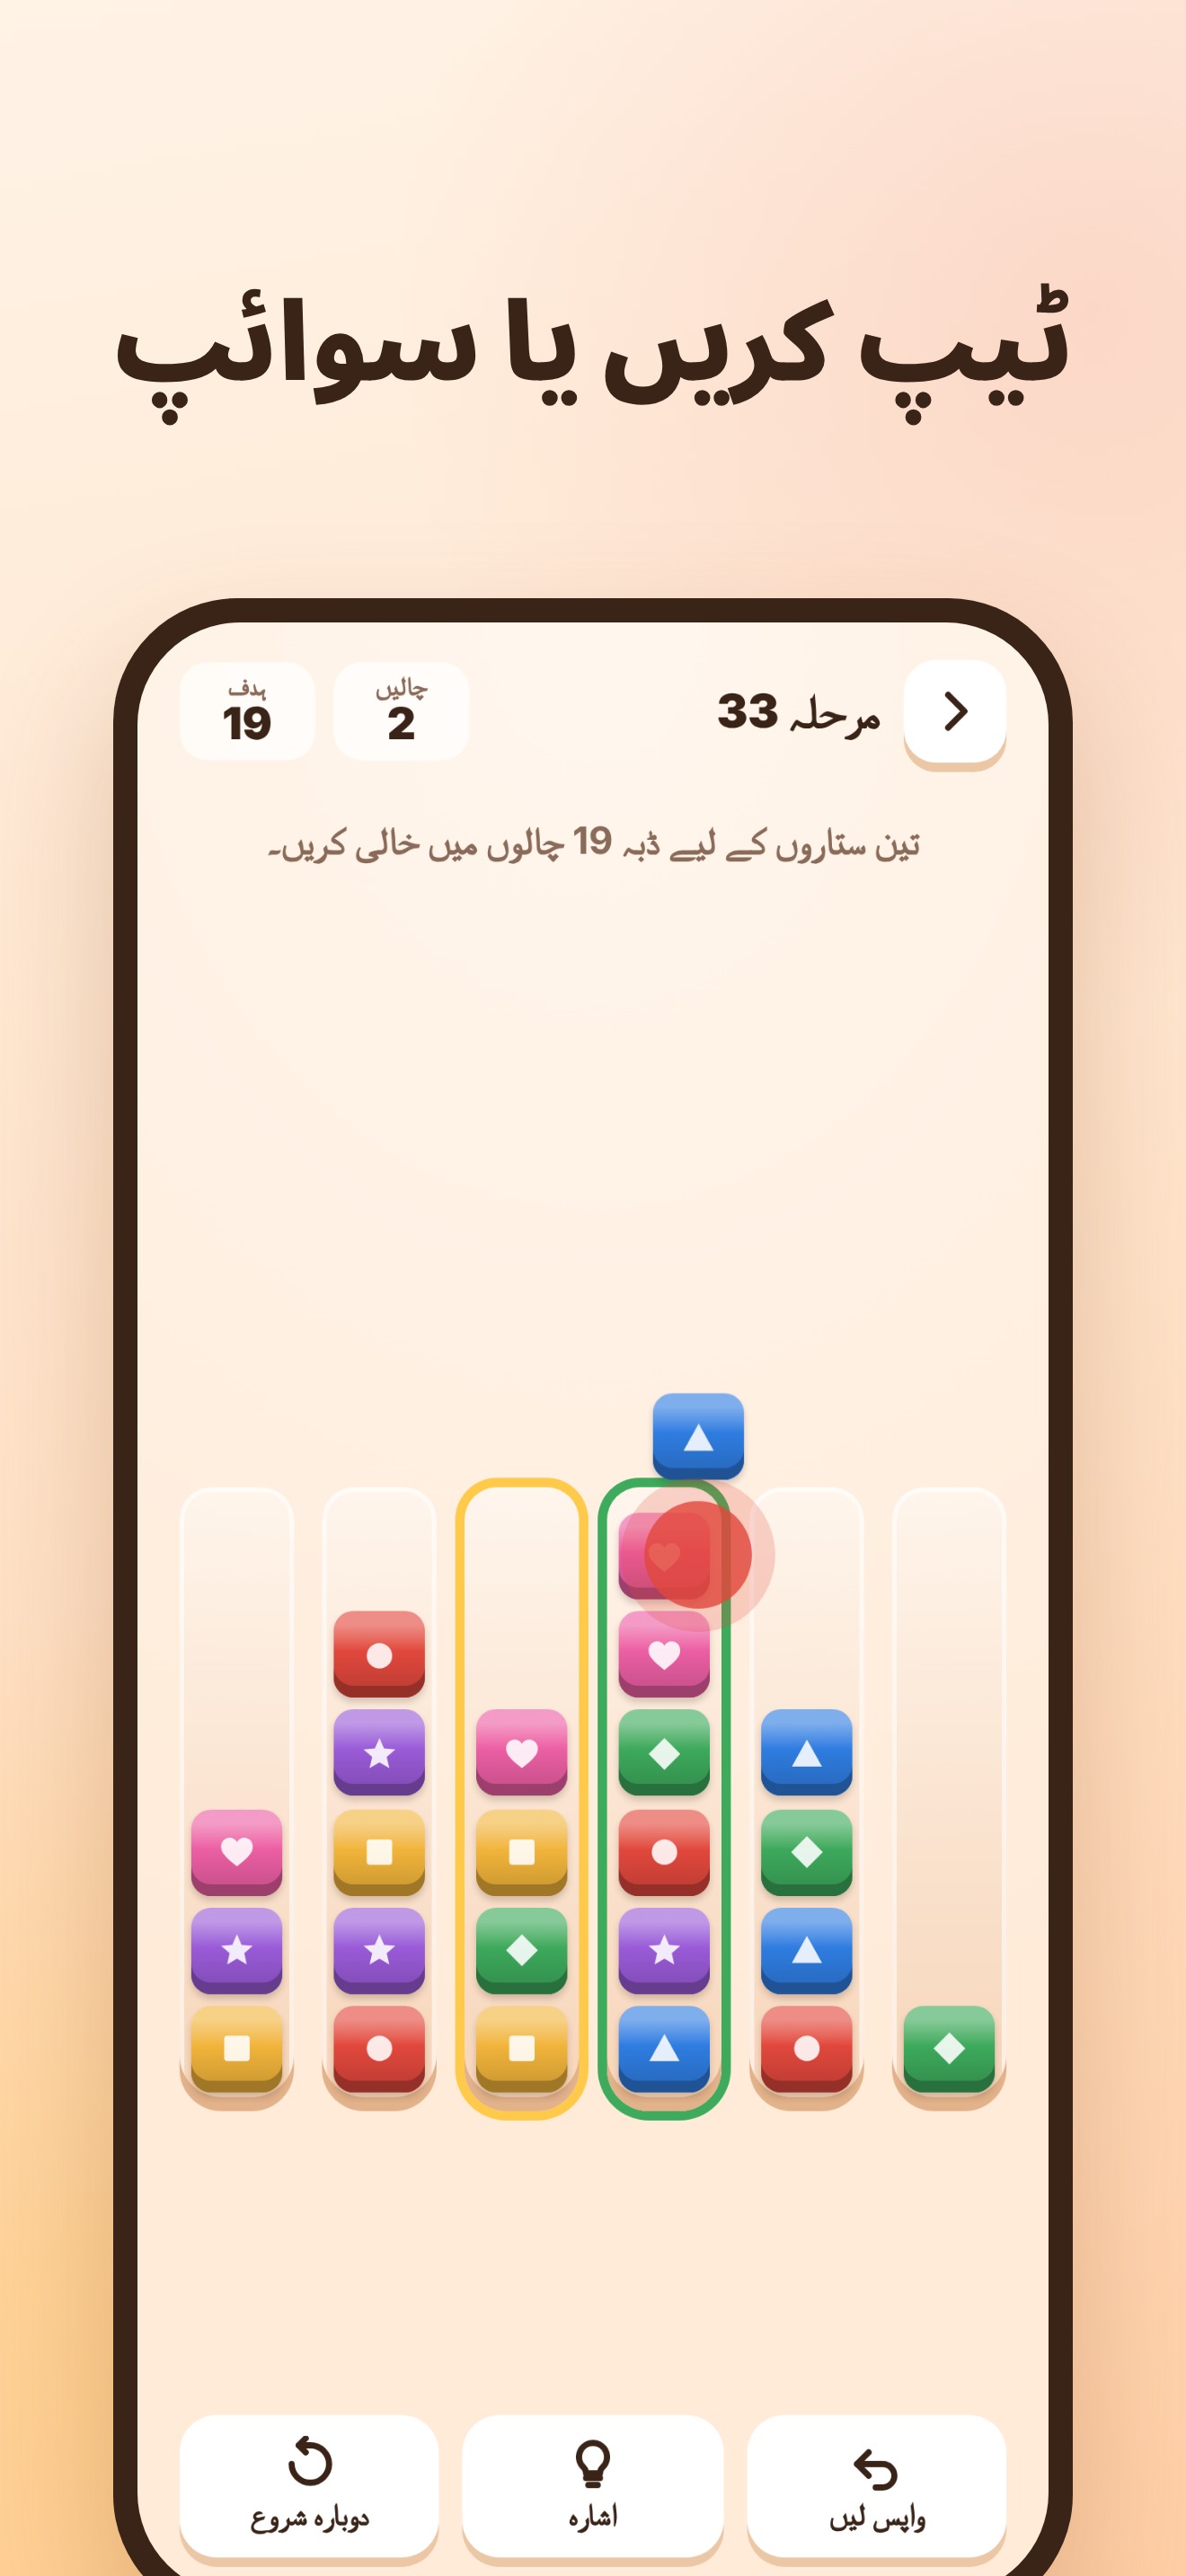 ٹیپ کریں یا سوائپ
مرحلہ 33
چالیں
2
ہدف
19
تین ستاروں کے لیے ڈبہ 19 چالوں میں خالی کریں۔
واپس لیں
اشارہ
دوبارہ شروع